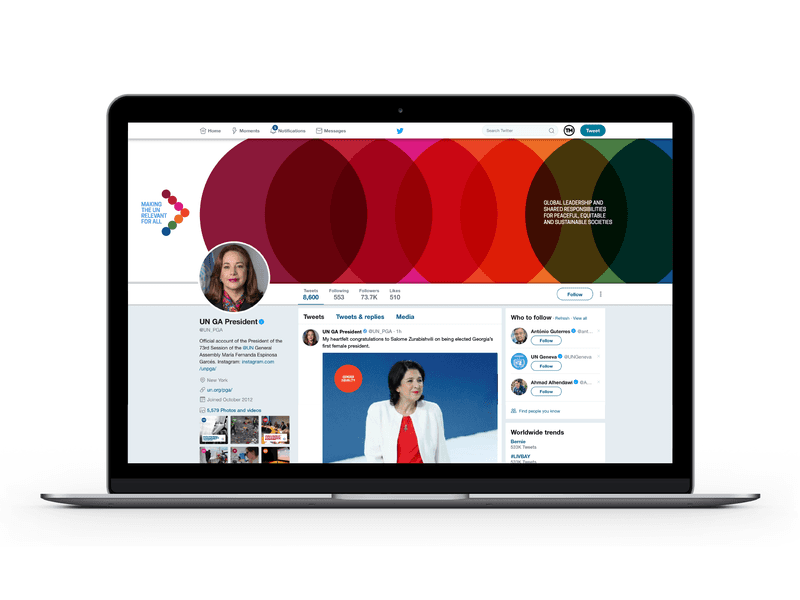 Home
Moments
Notifications
Messages
Search Twitter
TH
Tweet
MAKING
THE UN
RELEVANT
FOR ALL
GLOBAL LEADERSHIP AND
SHARED RESPONSIBILITIES
FOR PEACEFUL, EQUITABLE
AND SUSTAINABLE SOCIETIES
Tweets Following Followers Likes
8,600 553 73.7K 510
Follow
UN GA President
@UN_PGA
Official account of the President of the
73rd Session of the @UN General
Assembly María Fernanda Espinosa
Garcés. Instagram: instagram.com
/unpga/
New York
un.org/pga/
Joined October 2012
5,579 Photos and videos
Tweets Tweets & replies Media
UN GA President @UN_PGA · 1h
My heartfelt congratulations to Salome Zurabishvili on being elected Georgia's
first female president.
GENDER
EQUALITY
Who to follow · Refresh · View all
António Guterres @ant...
Follow
UN Geneva @UNGeneva
Follow
Ahmad Alhendawi @A...
Follow
Find people you know
Worldwide trends
Bernie
533K Tweets
#LIVBAY